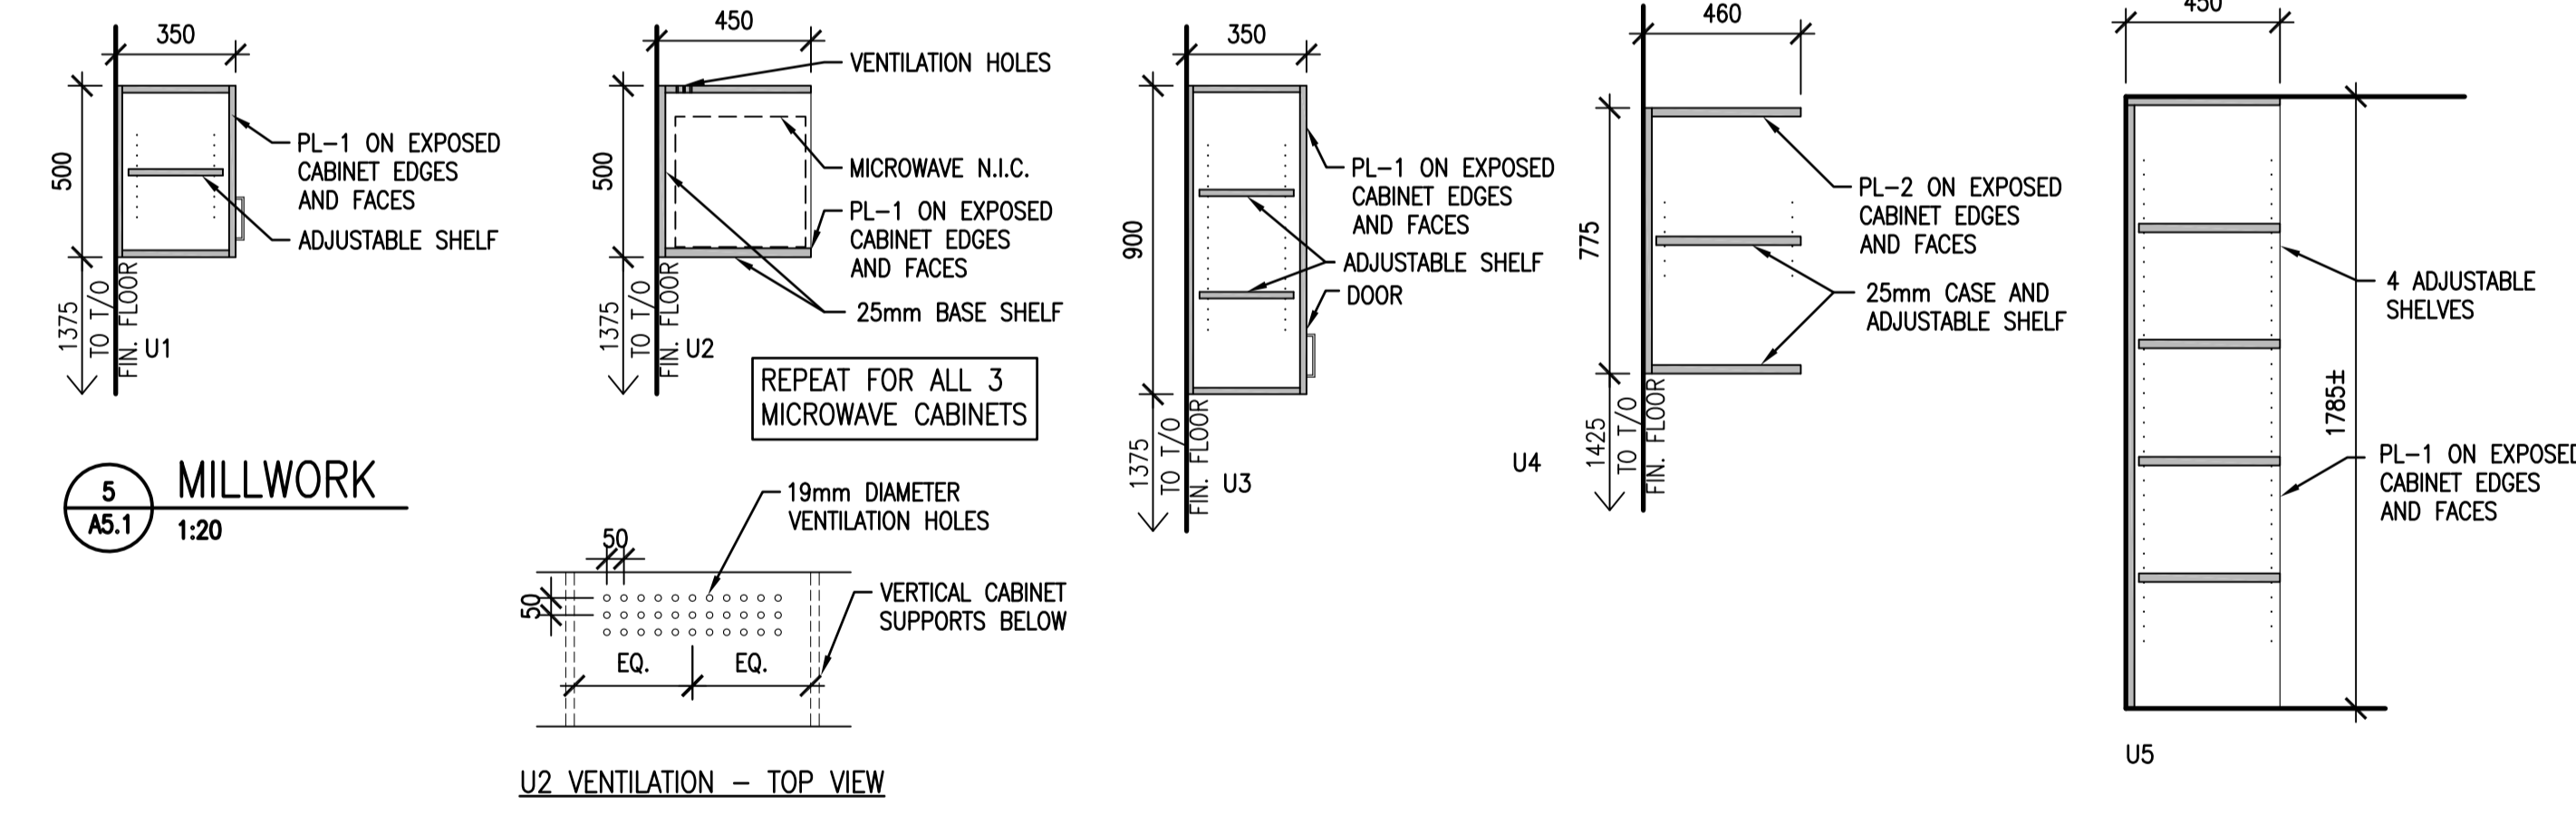 350
500
PL-1 ON EXPOSED
CABINET EDGES
AND FACES
ADJUSTABLE SHELF
1375
TO T/O
FIN. FLOOR
U1
450
500
VENTILATION HOLES
MICROWAVE N.I.C.
PL-1 ON EXPOSED
CABINET EDGES
AND FACES
25mm BASE SHELF
1375
TO T/O
FIN. FLOOR
U2
REPEAT FOR ALL 3
MICROWAVE CABINETS
350
900
PL-1 ON EXPOSED
CABINET EDGES
AND FACES
ADJUSTABLE SHELF
DOOR
1375
TO T/O
FIN. FLOOR
U3
460
775
PL-2 ON EXPOSED
CABINET EDGES
AND FACES
25mm CASE AND
ADJUSTABLE SHELF
1425
TO T/O
FIN. FLOOR
U4
450
4 ADJUSTABLE
SHELVES
1785±
PL-1 ON EXPOSED
CABINET EDGES
AND FACES
U5
5
A5.1
MILLWORK
1:20
19mm DIAMETER
VENTILATION HOLES
50
50
VERTICAL CABINET
SUPPORTS BELOW
EQ.
EQ.
U2 VENTILATION - TOP VIEW